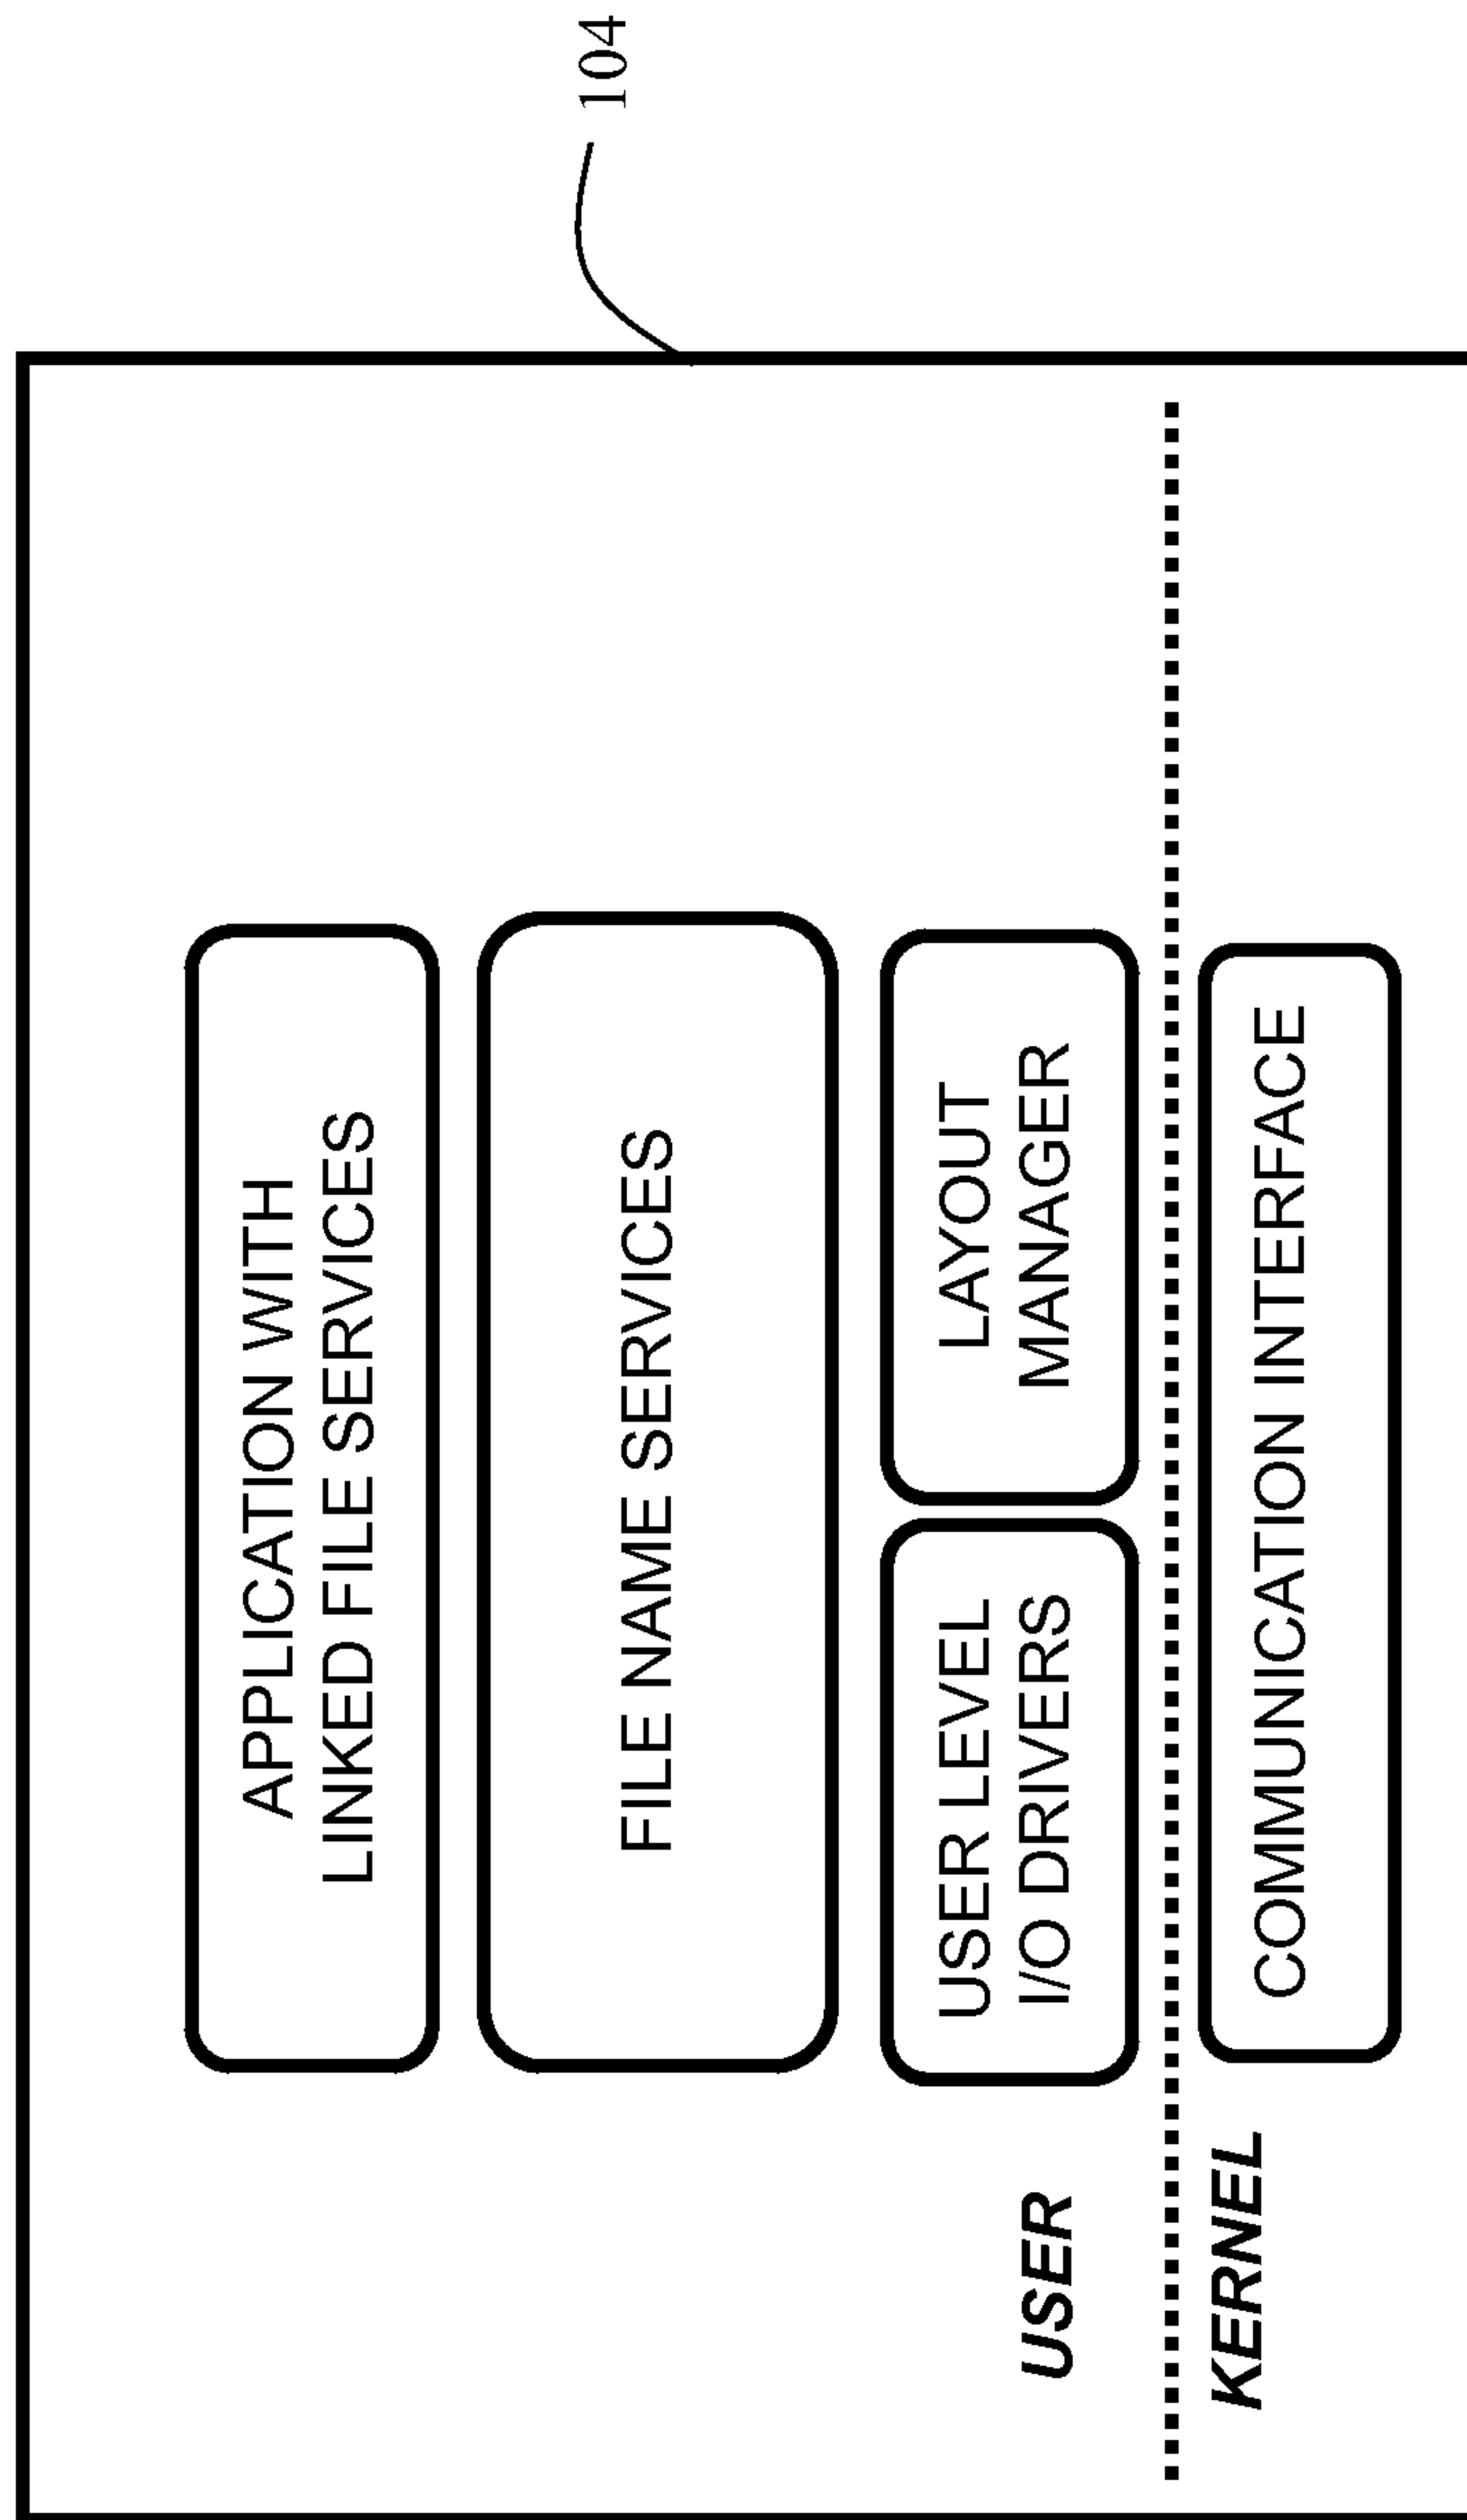 104
APPLICATION WITH
LINKED FILE SERVICES
FILE NAME SERVICES
USER LEVEL
I/O DRIVERS
LAYOUT
MANAGER
USER
KERNEL
COMMUNICATION INTERFACE